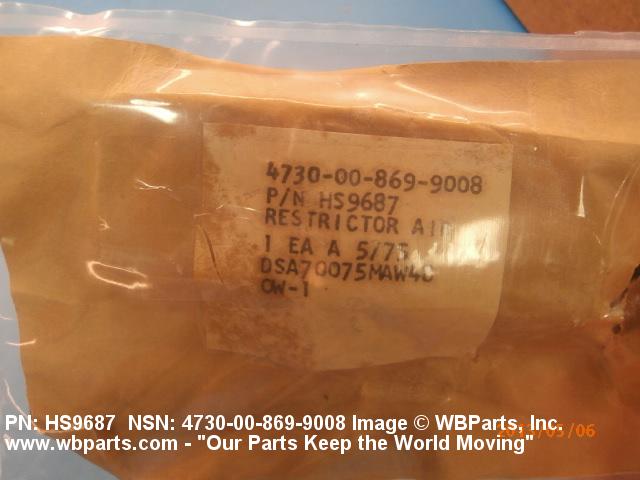 4730-00-869-9008
P/N HS9687
RESTRICTOR AIR
1 EA A 5/75
DSA70075MAW40
OW-1
PN: HS9687 NSN: 4730-00-869-9008 Image © WBParts, Inc.
www.wbparts.com - "Our Parts Keep the World Moving"